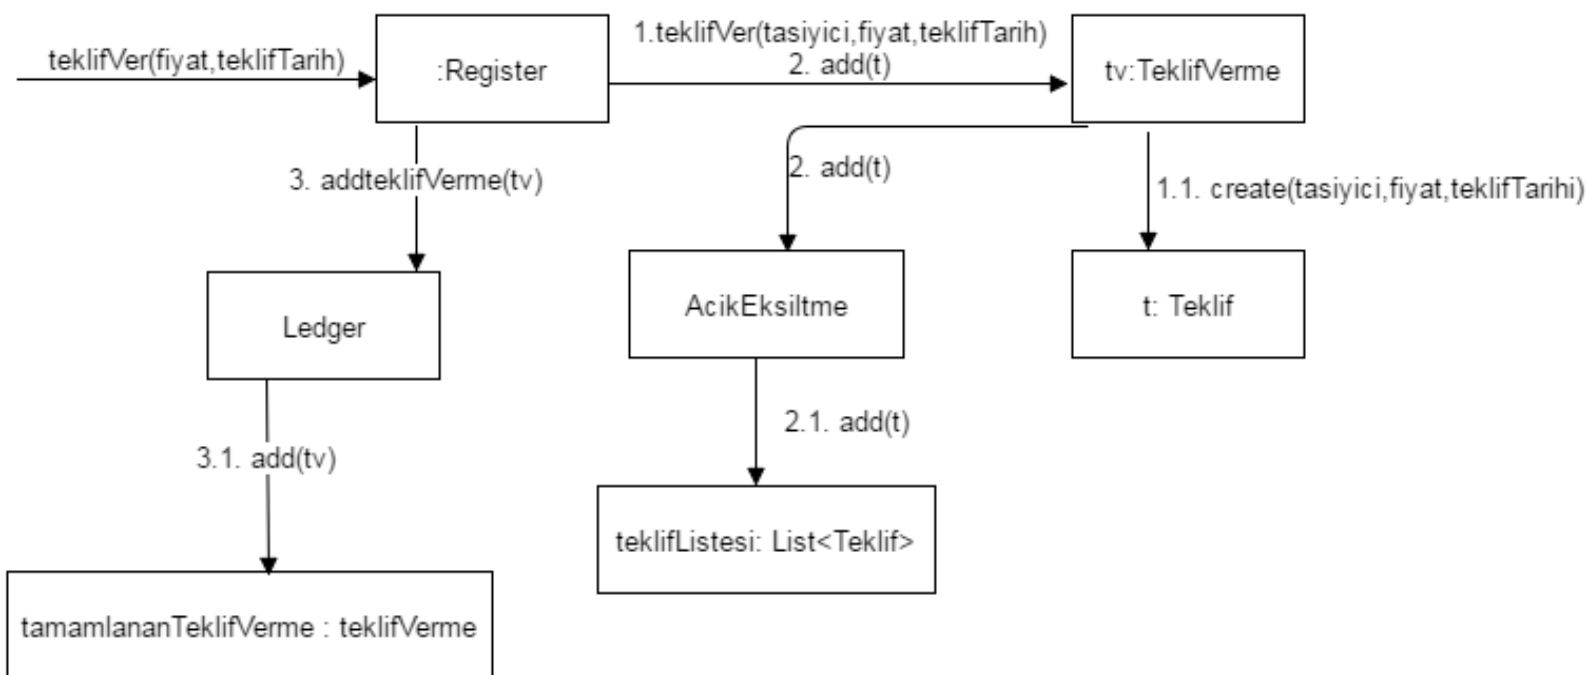 teklifVer(fiyat,teklifTarih)
:Register
1.teklifVer(tasiyici,fiyat,teklifTarih)
2. add(t)
tv:TeklifVerme
3. addteklifVerme(tv)
2. add(t)
1.1. create(tasiyici,fiyat,teklifTarihi)
Ledger
AcikEksiltme
t: Teklif
3.1. add(tv)
2.1. add(t)
teklifListesi: List<Teklif>
tamamlananTeklifVerme : teklifVerme